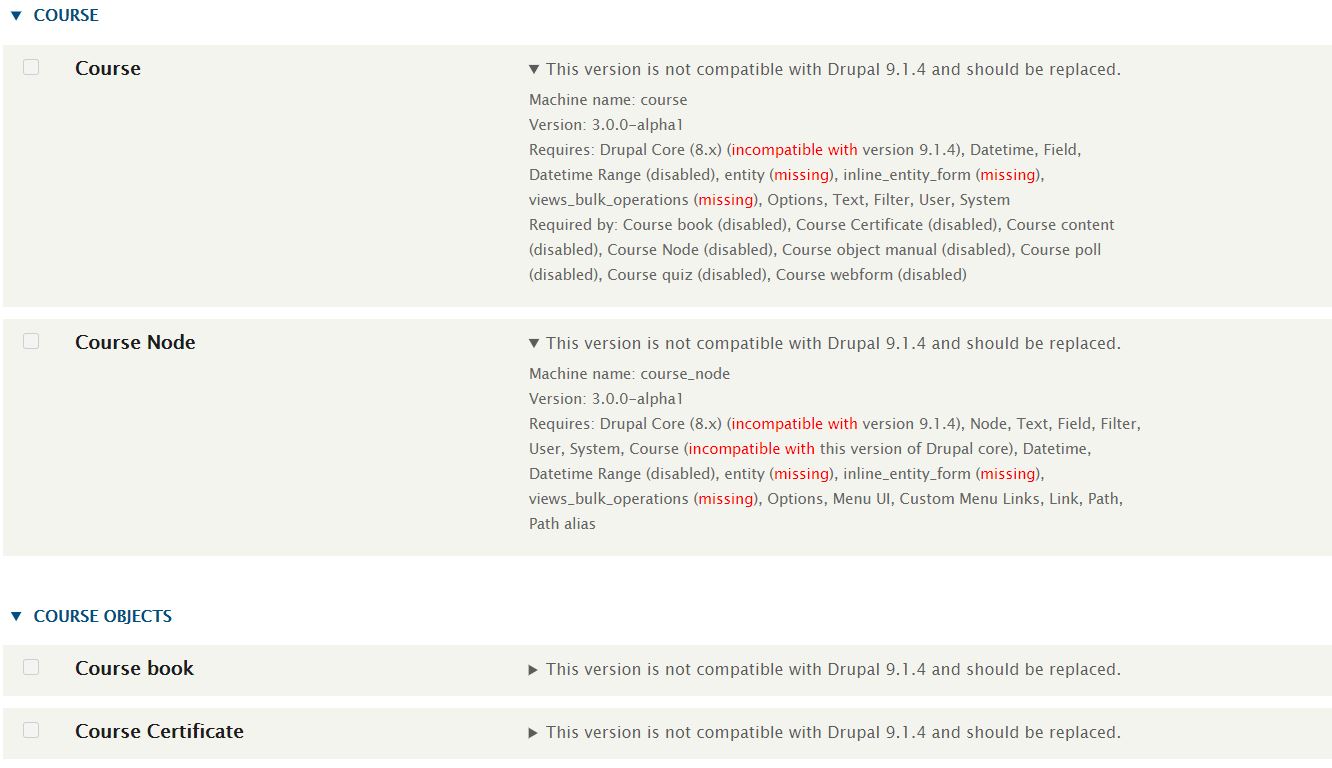 COURSE
Course
This version is not compatible with Drupal 9.1.4 and should be replaced.
Machine name: course
Version: 3.0.0-alpha1
Requires: Drupal Core (8.x) (incompatible with version 9.1.4), Datetime, Field,
Datetime Range (disabled), entity (missing), inline_entity_form (missing),
views_bulk_operations (missing), Options, Text, Filter, User, System
Required by: Course book (disabled), Course Certificate (disabled), Course content
(disabled), Course Node (disabled), Course object manual (disabled), Course poll
(disabled), Course quiz (disabled), Course webform (disabled)
Course Node
This version is not compatible with Drupal 9.1.4 and should be replaced.
Machine name: course_node
Version: 3.0.0-alpha1
Requires: Drupal Core (8.x) (incompatible with version 9.1.4), Node, Text, Field, Filter,
User, System, Course (incompatible with this version of Drupal core), Datetime,
Datetime Range (disabled), entity (missing), inline_entity_form (missing),
views_bulk_operations (missing), Options, Menu UI, Custom Menu Links, Link, Path,
Path alias
COURSE OBJECTS
Course book
This version is not compatible with Drupal 9.1.4 and should be replaced.
Course Certificate
This version is not compatible with Drupal 9.1.4 and should be replaced.